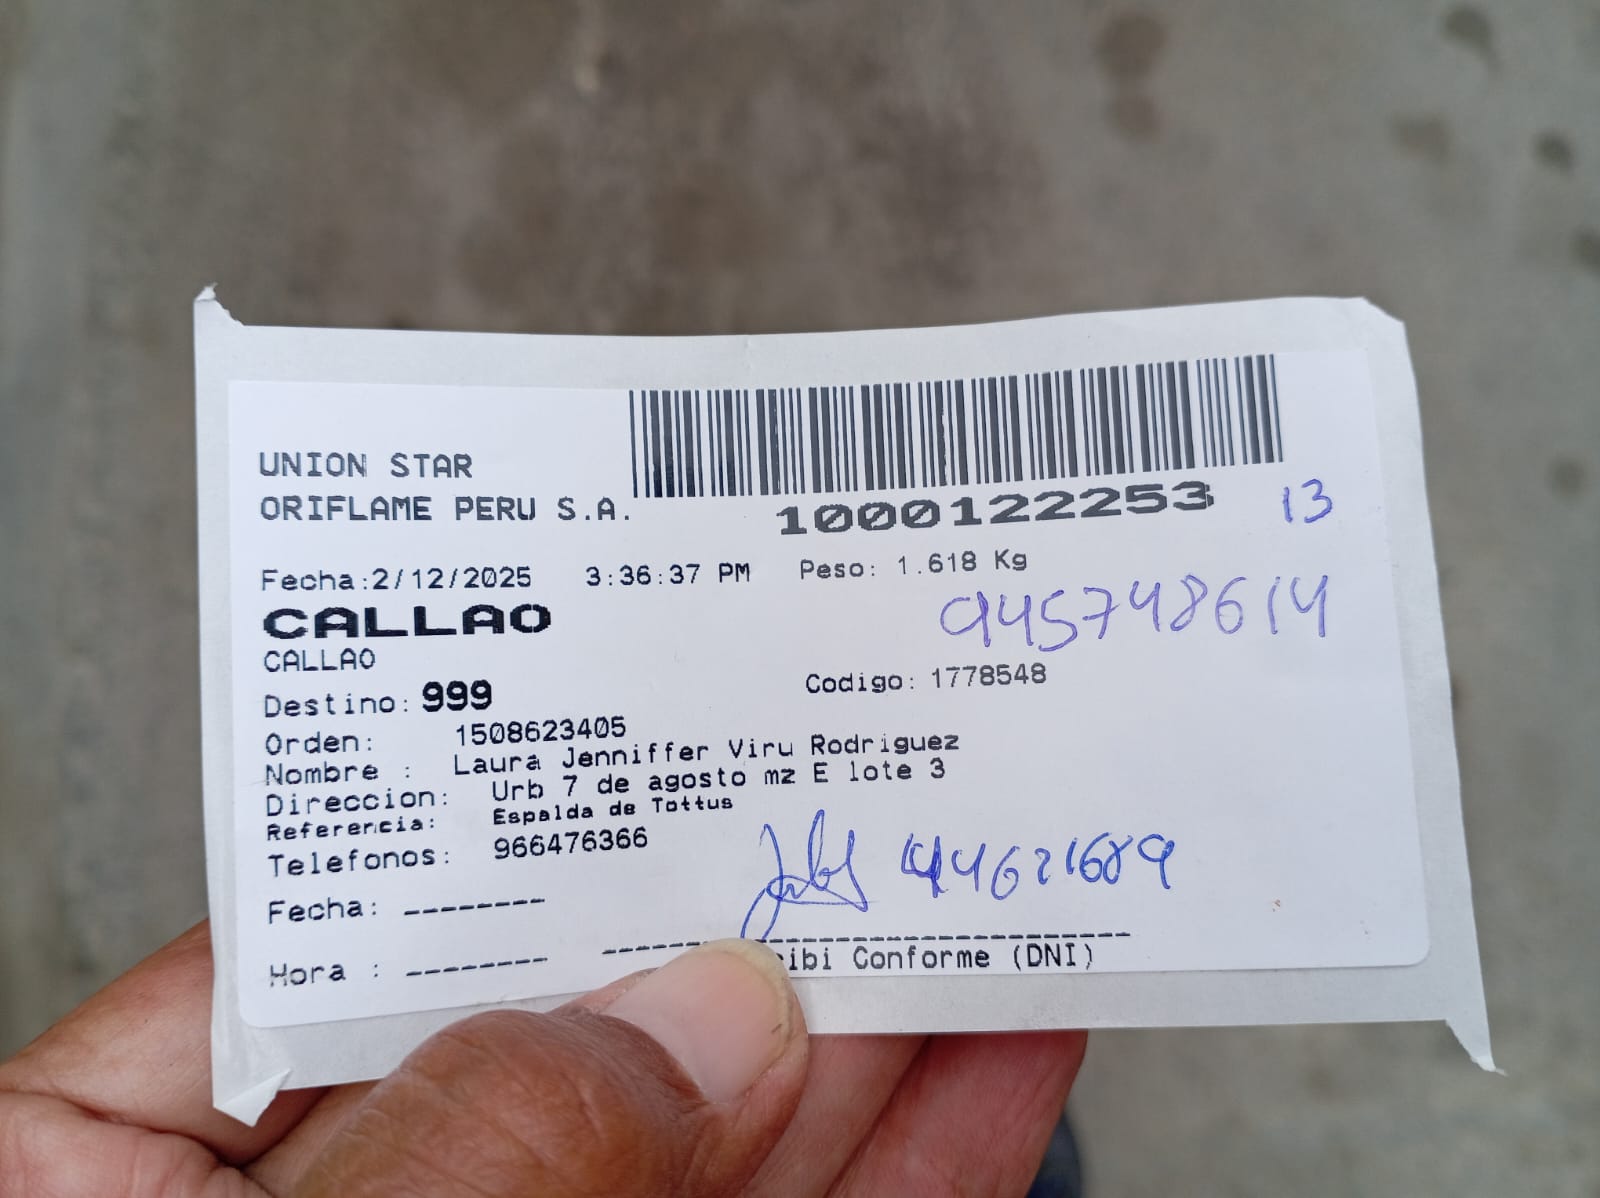 UNION STAR
ORIFLAME PERU S.A.
1000122253
13
Fecha:2/12/2025 3:36:37 PM Peso: 1.618 Kg
CALLAO
945748614
CALLAO
Destino: 999 Codigo: 1778548
Orden: 1508623405
Nombre : Laura Jenniffer Viru Rodriguez
Direccion: Urb 7 de agosto mz E lote 3
Referencia: Espalda de Tottus
Telefonos: 966476366
Fecha: --------
Hora : --------
ibi Conforme (DNI)